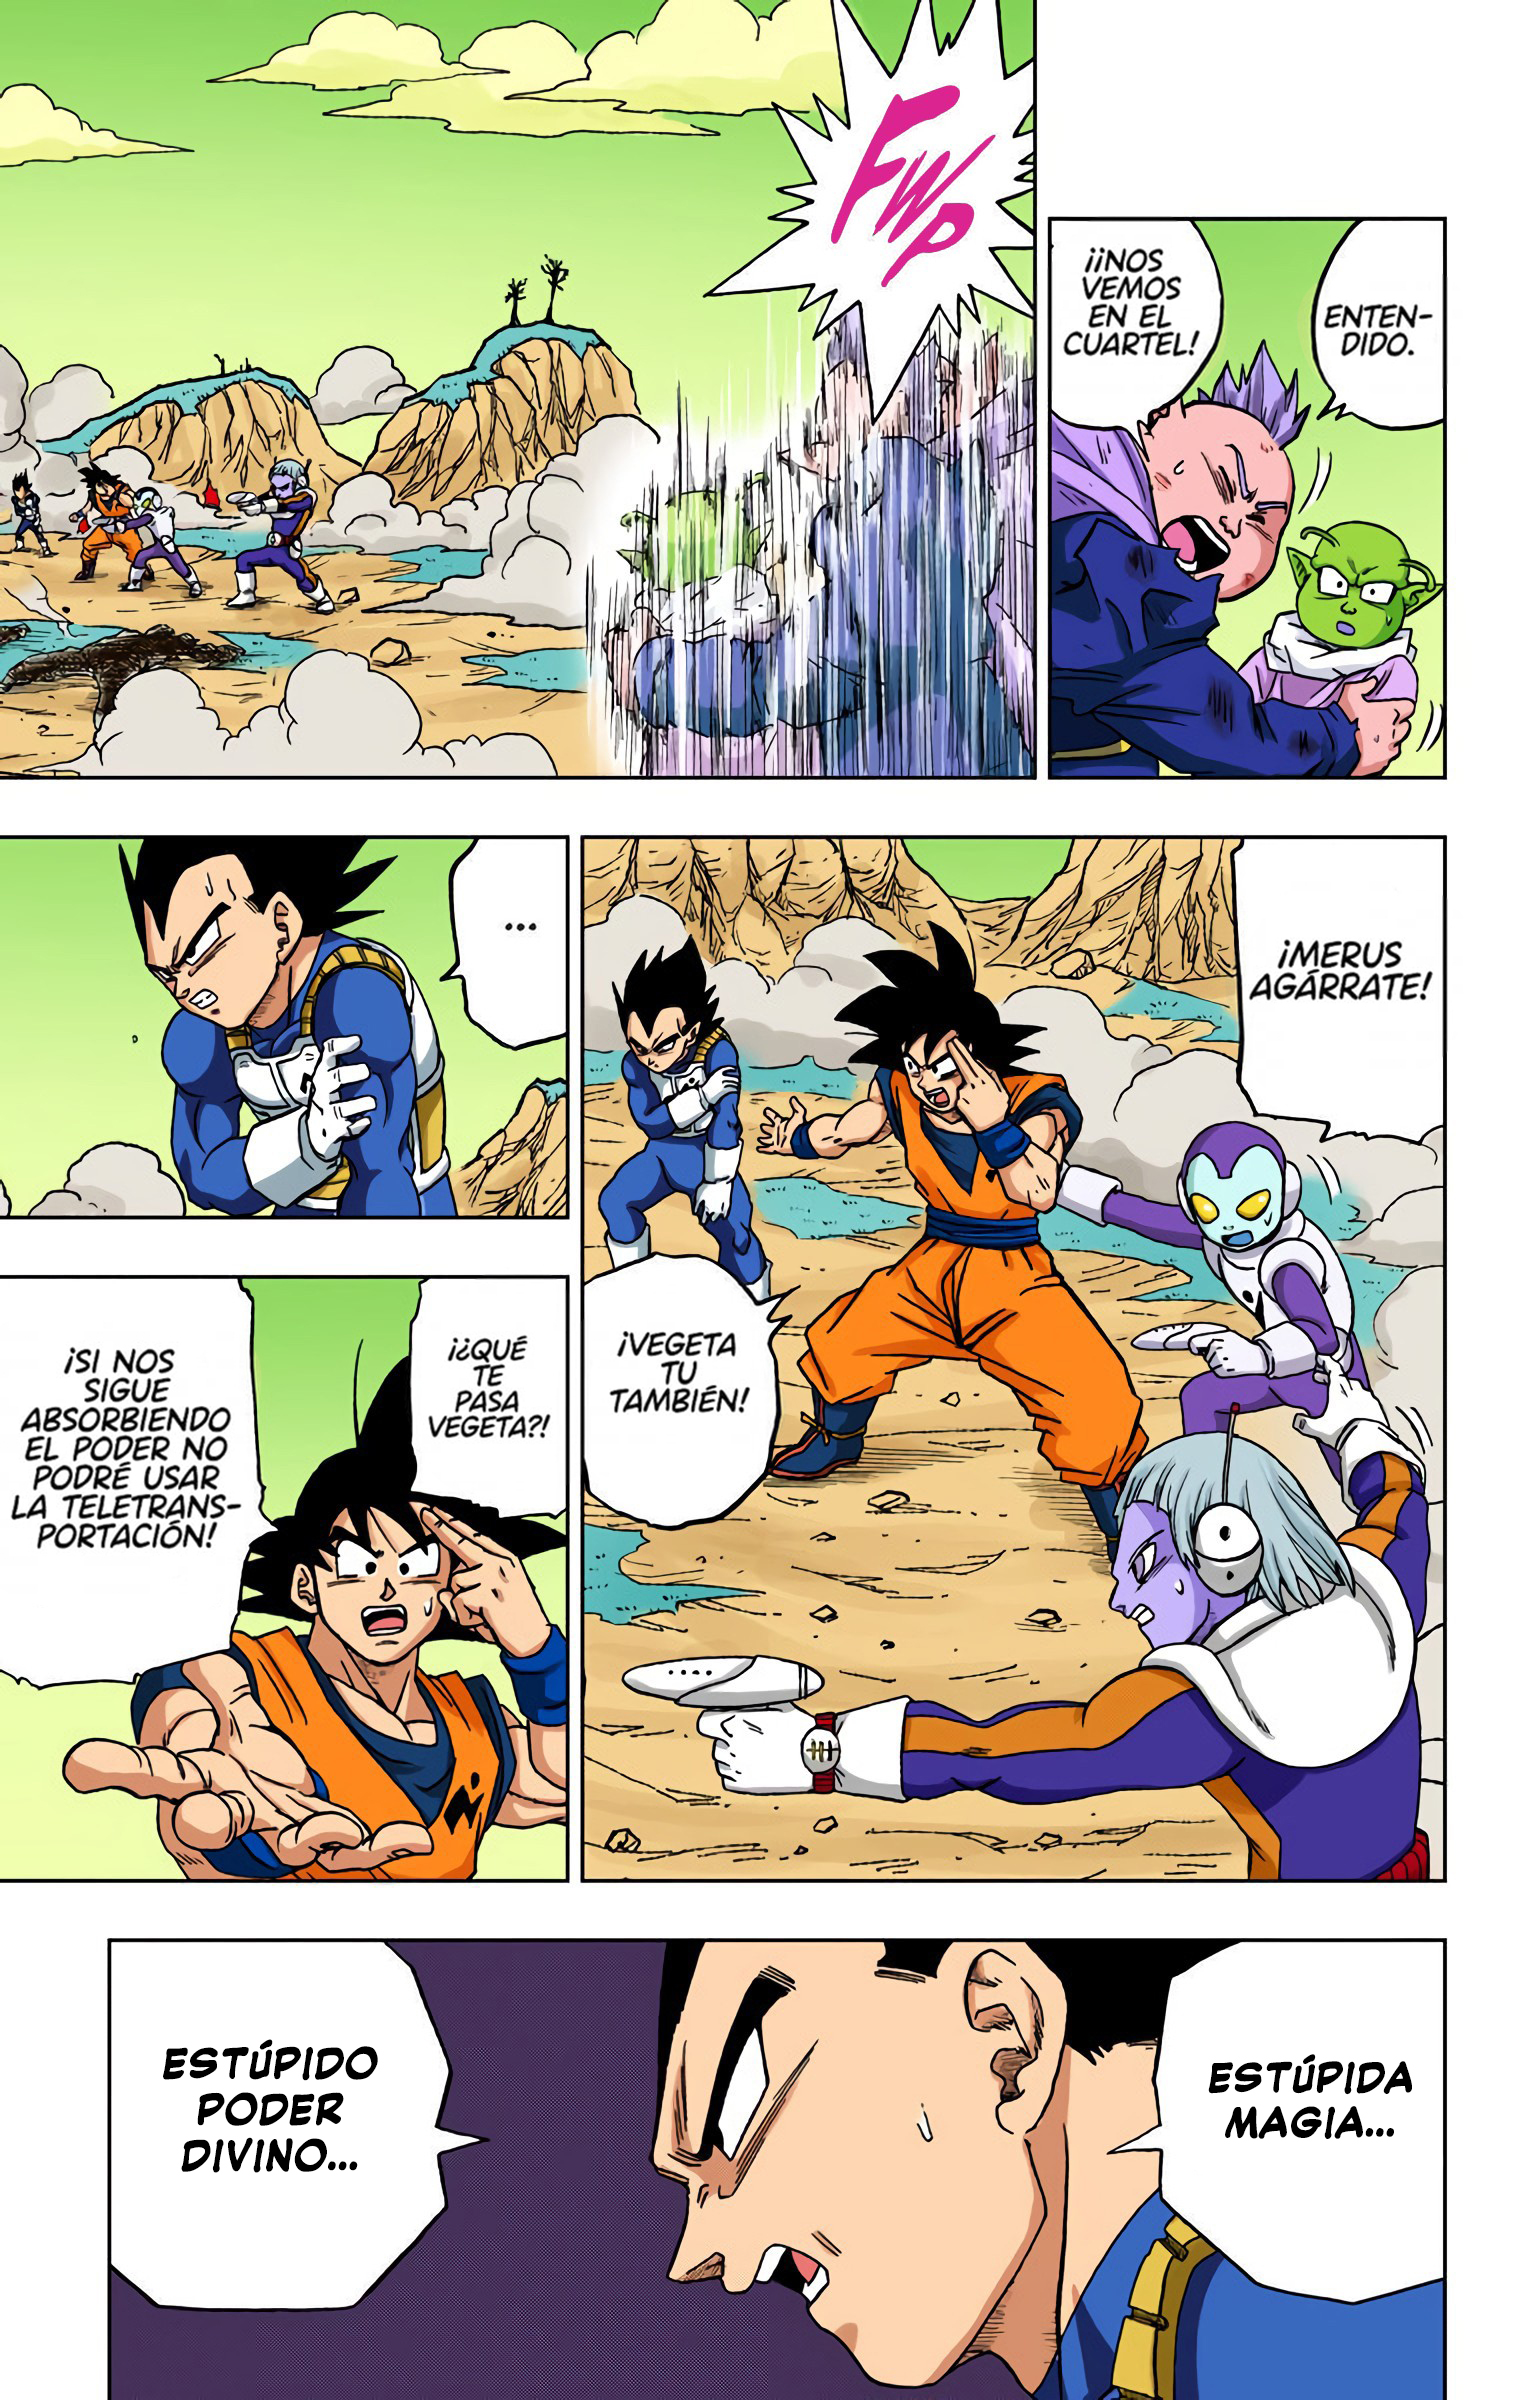 ENTEN-
DIDO.
¡¡NOS
VEMOS
EN EL
CUARTEL!
FWP
¡MERUS
AGÁRRATE!
¡VEGETA
TU
TAMBIÉN!
...
¡¿QUÉ
TE
PASA
VEGETA?!
¡SI NOS
SIGUE
ABSORBIENDO
EL PODER NO
PODRÉ USAR
LA TELETRANS-
PORTACIÓN!
ESTÚPIDA
MAGIA...
ESTÚPIDO
PODER
DIVINO...